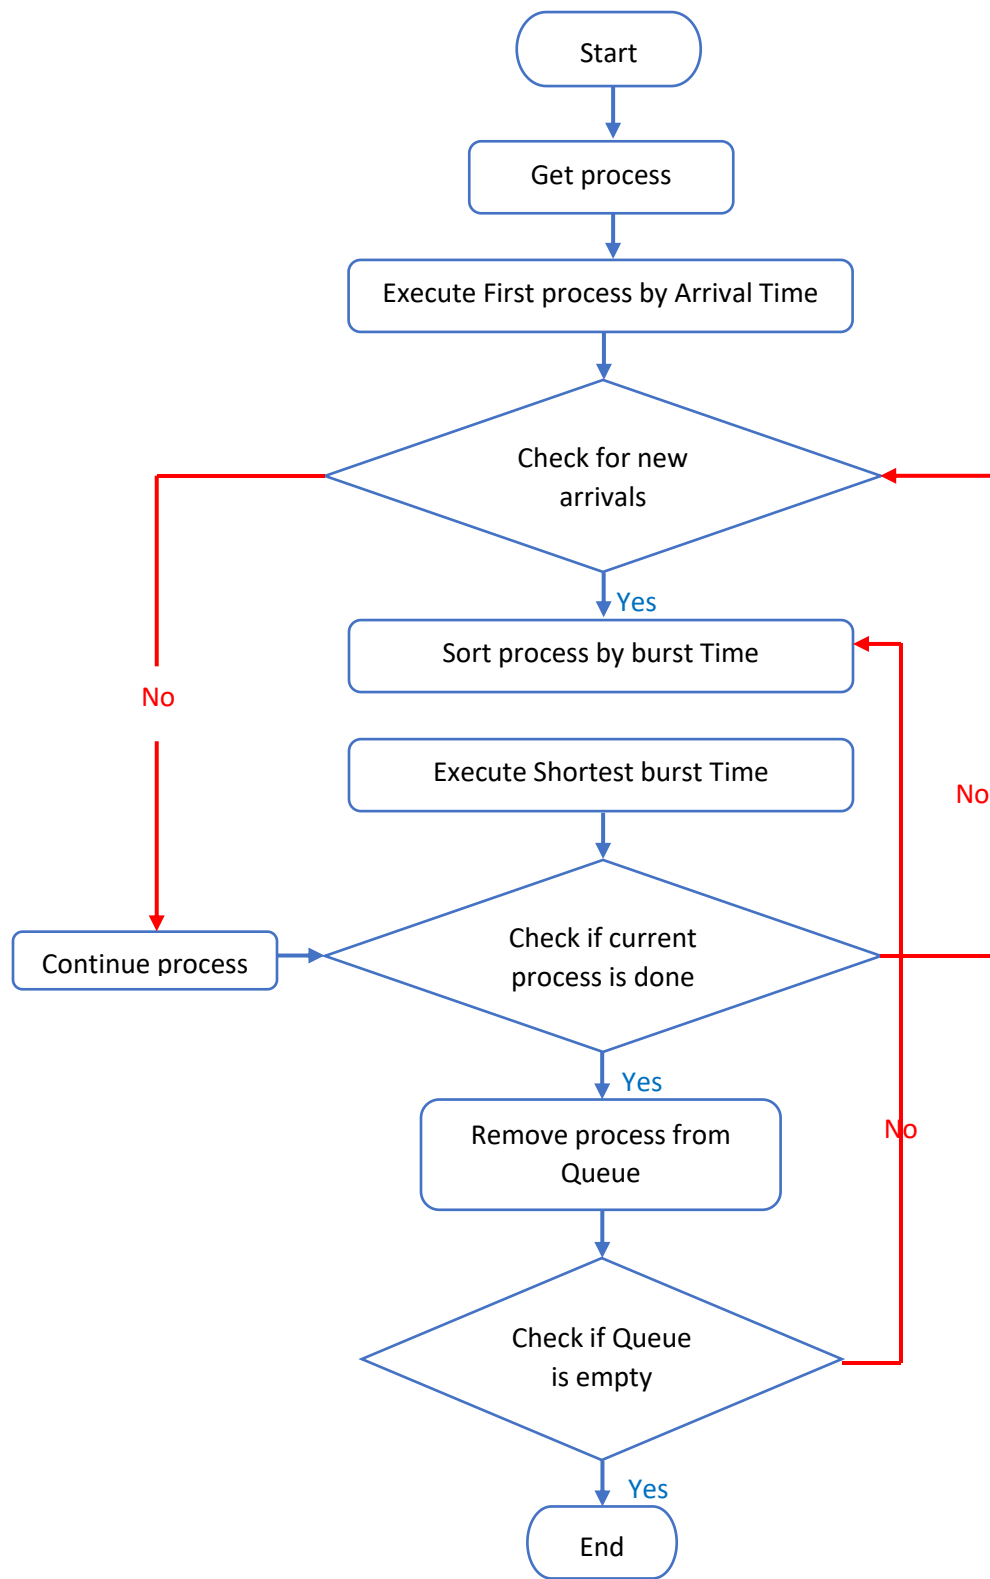 Start
Get process
Execute First process by Arrival Time
Check for new
arrivals
Yes
Sort process by burst Time
No
Execute Shortest burst Time
No
Check if current
process is done
Continue process
Yes
Remove process from
Queue
No
Check if Queue
is empty
Yes
End